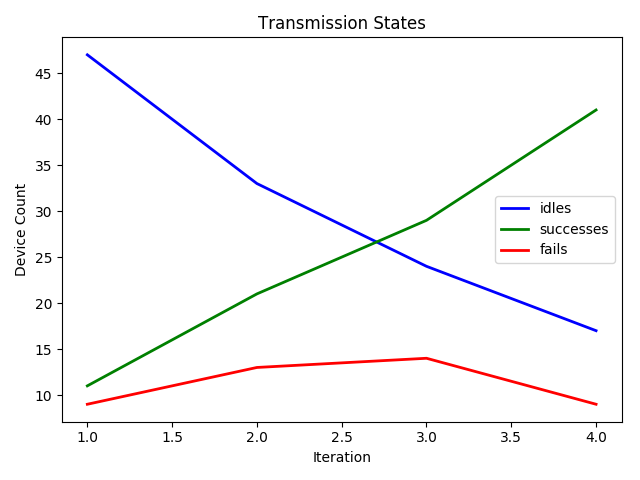 Transmission States
Device Count
45
40
35
30
25
20
15
10
idles
successes
fails
1.0 1.5 2.0 2.5 3.0 3.5 4.0
Iteration